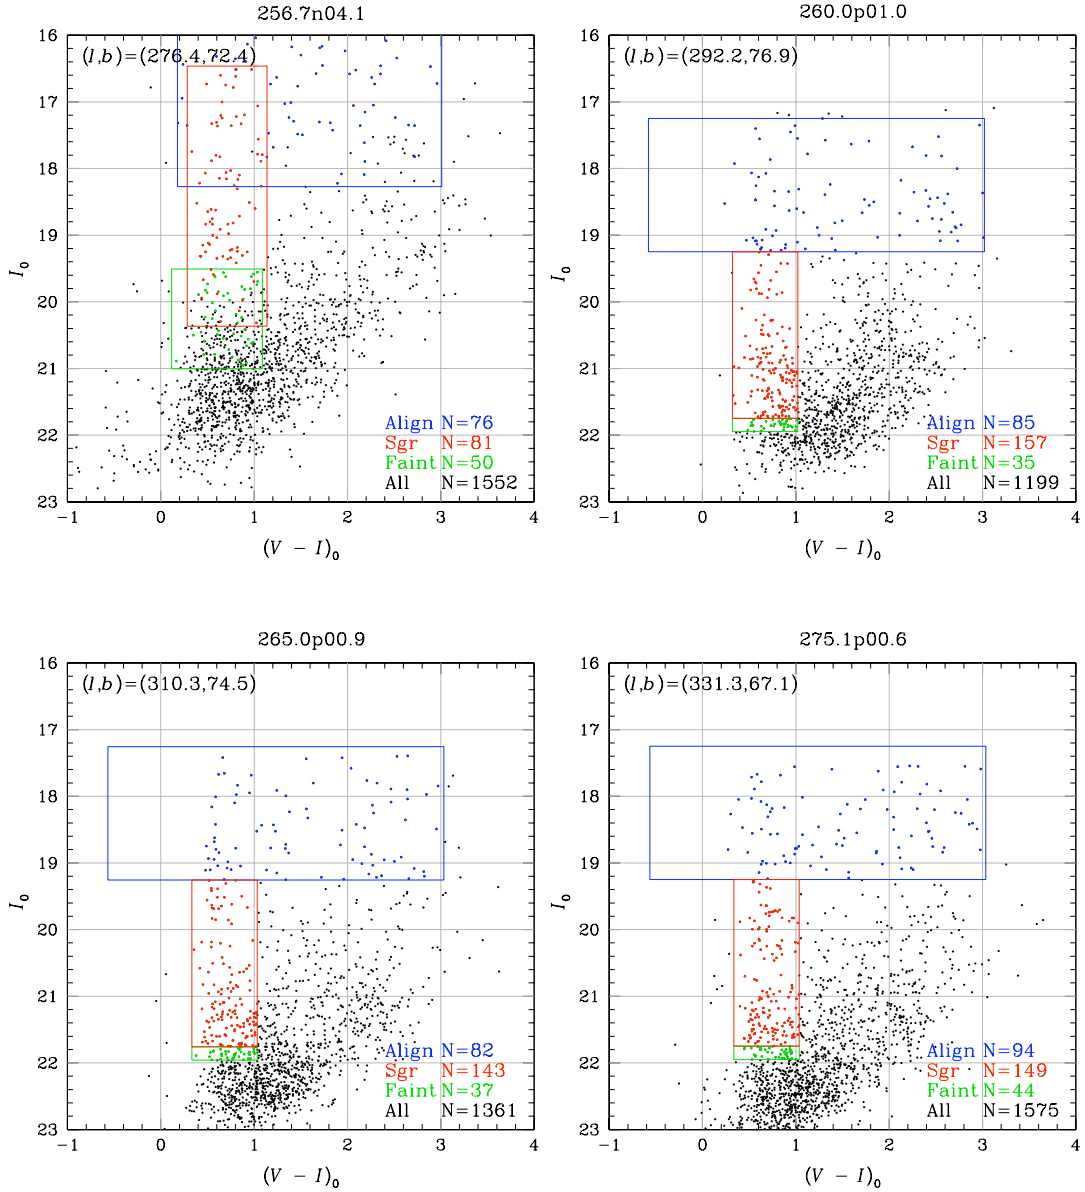 256.7n04.1
(l,b)=(276.4,72.4)
16
17
18
19
20
21
22
23
I0
Align N=76
Sgr N=81
Faint N=50
All N=1552
−1 0 1 2 3 4
(V − I)0
260.0p01.0
(l,b)=(292.2,76.9)
16
17
18
19
20
21
22
23
I0
Align N=85
Sgr N=157
Faint N=35
All N=1199
−1 0 1 2 3 4
(V − I)0
265.0p00.9
(l,b)=(310.3,74.5)
16
17
18
19
20
21
22
23
I0
Align N=82
Sgr N=143
Faint N=37
All N=1361
−1 0 1 2 3 4
(V − I)0
275.1p00.6
(l,b)=(331.3,67.1)
16
17
18
19
20
21
22
23
I0
Align N=94
Sgr N=149
Faint N=44
All N=1575
−1 0 1 2 3 4
(V − I)0